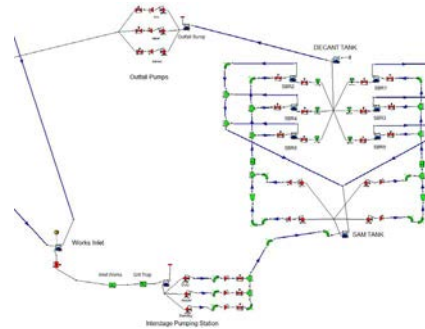 Outfall Sump
Outfall Pumps
DECANT TANK
SBR2
SBR1
SBR4
SBR3
SBR6
SBR5
Works Inlet
Inlet Works
Grit Trap
SAM TANK
Interstage Pumping Station